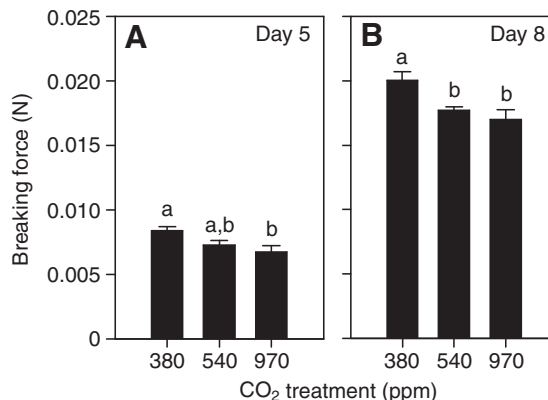 0.025
0.020
0.015
0.010
0.005
0
Breaking force (N)
A
Day 5
a
a,b
b
380
540
970
B
Day 8
a
b
b
380
540
970
CO2 treatment (ppm)